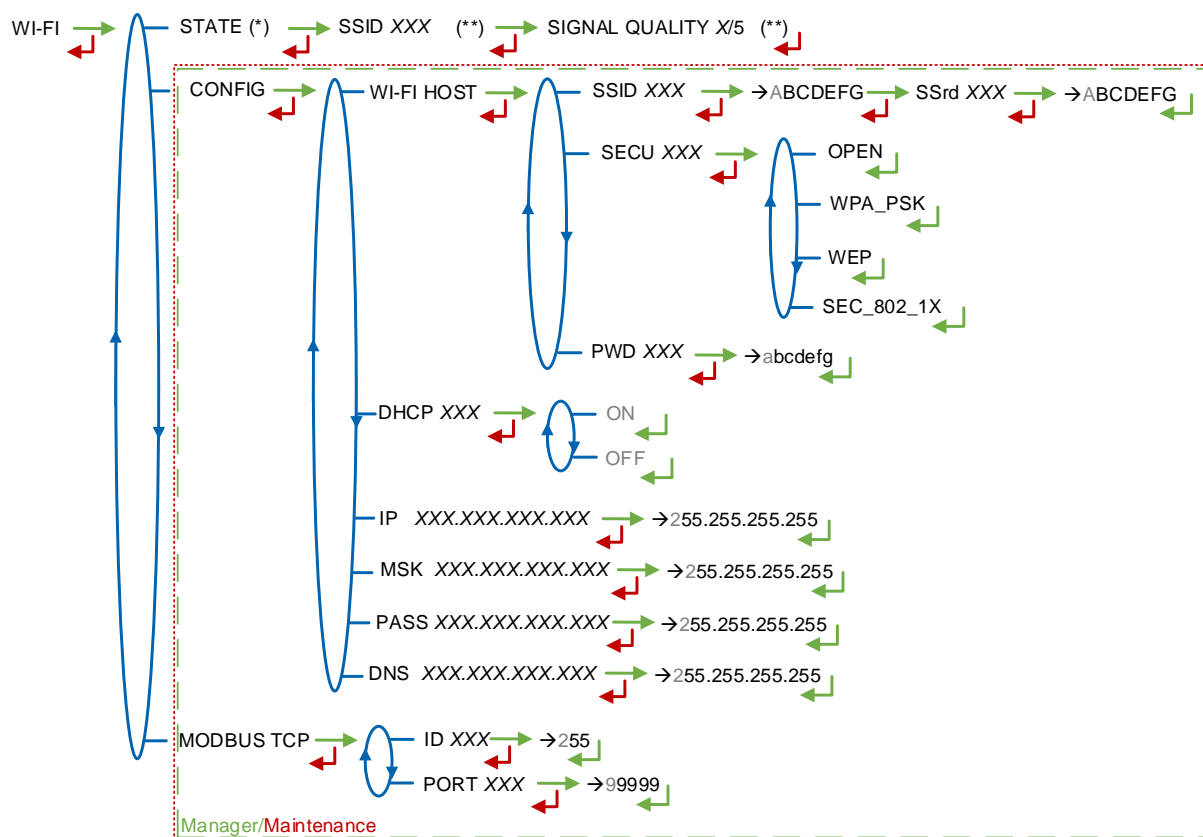 WI-FI STATE (*) SSID XXX (**) SIGNAL QUALITY X/5 (**)
CONFIG WI-FI HOST SSID XXX →ABCDEFG SSrd XXX →ABCDEFG
SECU XXX OPEN
WPA_PSK
WEP
SEC_802_1X
PWD XXX →abcdefg
DHCP XXX ON
OFF
IP XXX.XXX.XXX.XXX →255.255.255.255
MSK XXX.XXX.XXX.XXX →255.255.255.255
PASS XXX.XXX.XXX.XXX →255.255.255.255
DNS XXX.XXX.XXX.XXX →255.255.255.255
MODBUS TCP ID XXX →255
PORT XXX →99999
Manager/Maintenance